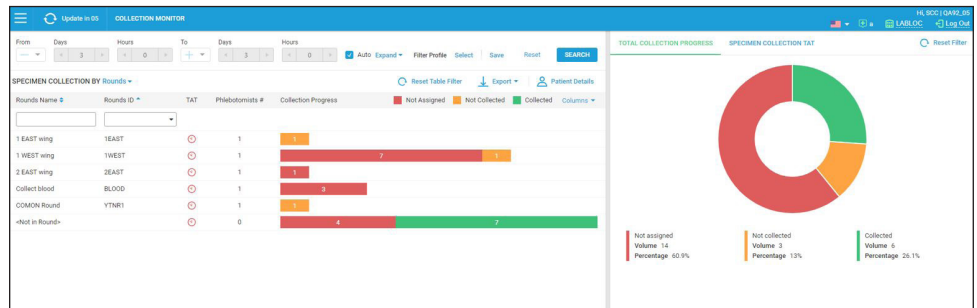 Update in 05 COLLECTION MONITOR
Hi, SCC | QA92_05
LABLOC Log Out
From Days Hours To Days Hours
3 0 3 0 Auto Expand Filter Profile Select Save Reset SEARCH
SPECIMEN COLLECTION BY Rounds Reset Table Filter Export Patient Details
Rounds Name Rounds ID TAT Phlebotomists # Collection Progress Not Assigned Not Collected Collected Columns
1 EAST wing 1EAST 1 1
1 WEST wing 1WEST 1 7 1
2 EAST wing 2EAST 1 1
Collect blood BLOOD 1 3
COMON Round YTNR1 1 1
<Not in Round> 0 4 7
TOTAL COLLECTION PROGRESS SPECIMEN COLLECTION TAT Reset Filter
Not assigned Not collected Collected
Volume 14 Volume 3 Volume 6
Percentage 60.9% Percentage 13% Percentage 26.1%